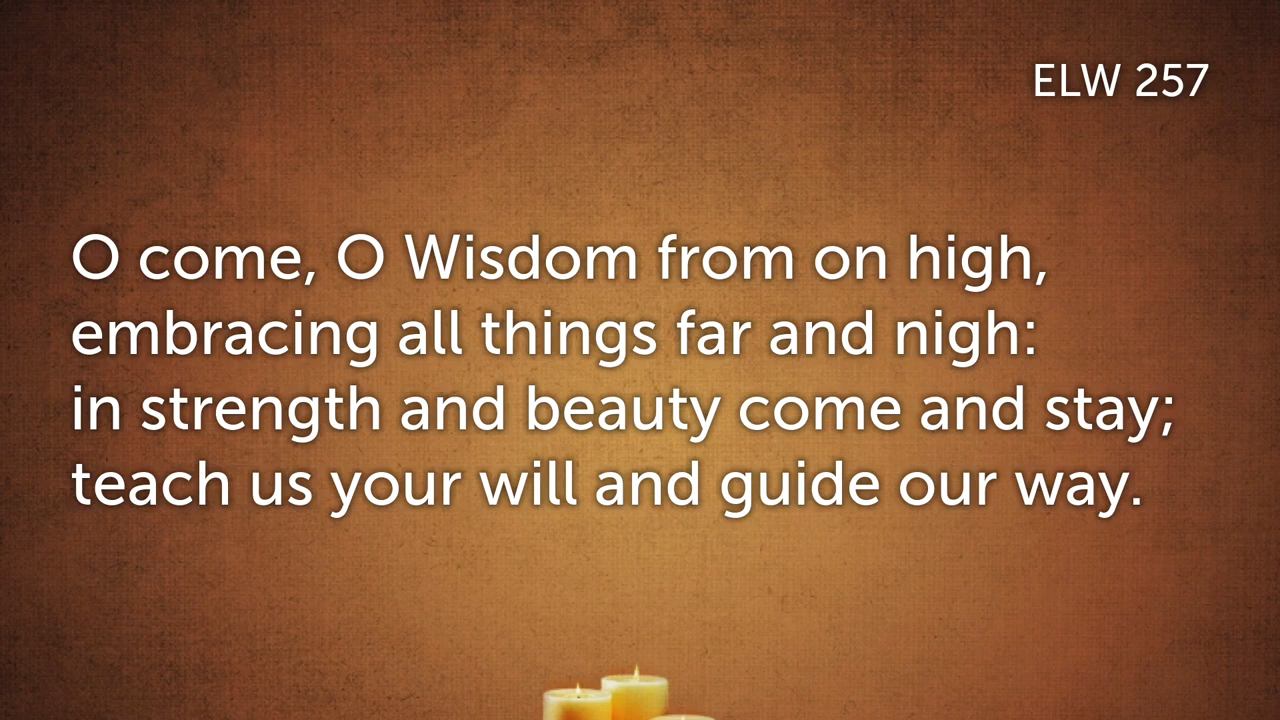 ELW 257
O come, O Wisdom from on high,
embracing all things far and nigh:
in strength and beauty come and stay;
teach us your will and guide our way.